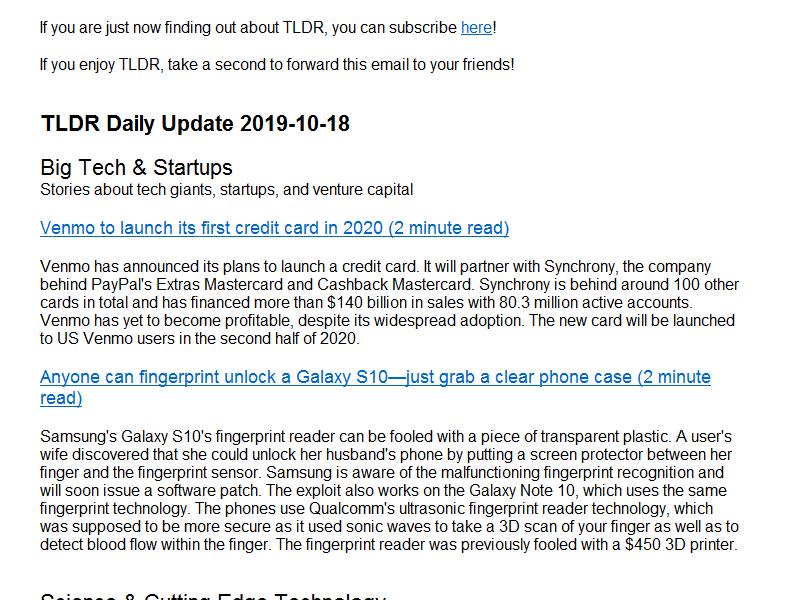 If you are just now finding out about TLDR, you can subscribe here!
If you enjoy TLDR, take a second to forward this email to your friends!
TLDR Daily Update 2019-10-18
Big Tech & Startups
Stories about tech giants, startups, and venture capital
Venmo to launch its first credit card in 2020 (2 minute read)
Venmo has announced its plans to launch a credit card. It will partner with Synchrony, the company
behind PayPal's Extras Mastercard and Cashback Mastercard. Synchrony is behind around 100 other
cards in total and has financed more than $140 billion in sales with 80.3 million active accounts.
Venmo has yet to become profitable, despite its widespread adoption. The new card will be launched
to US Venmo users in the second half of 2020.
Anyone can fingerprint unlock a Galaxy S10—just grab a clear phone case (2 minute
read)
Samsung's Galaxy S10's fingerprint reader can be fooled with a piece of transparent plastic. A user's
wife discovered that she could unlock her husband's phone by putting a screen protector between her
finger and the fingerprint sensor. Samsung is aware of the malfunctioning fingerprint recognition and
will soon issue a software patch. The exploit also works on the Galaxy Note 10, which uses the same
fingerprint technology. The phones use Qualcomm's ultrasonic fingerprint reader technology, which
was supposed to be more secure as it used sonic waves to take a 3D scan of your finger as well as to
detect blood flow within the finger. The fingerprint reader was previously fooled with a $450 3D printer.
Science & Cutting Edge Technology